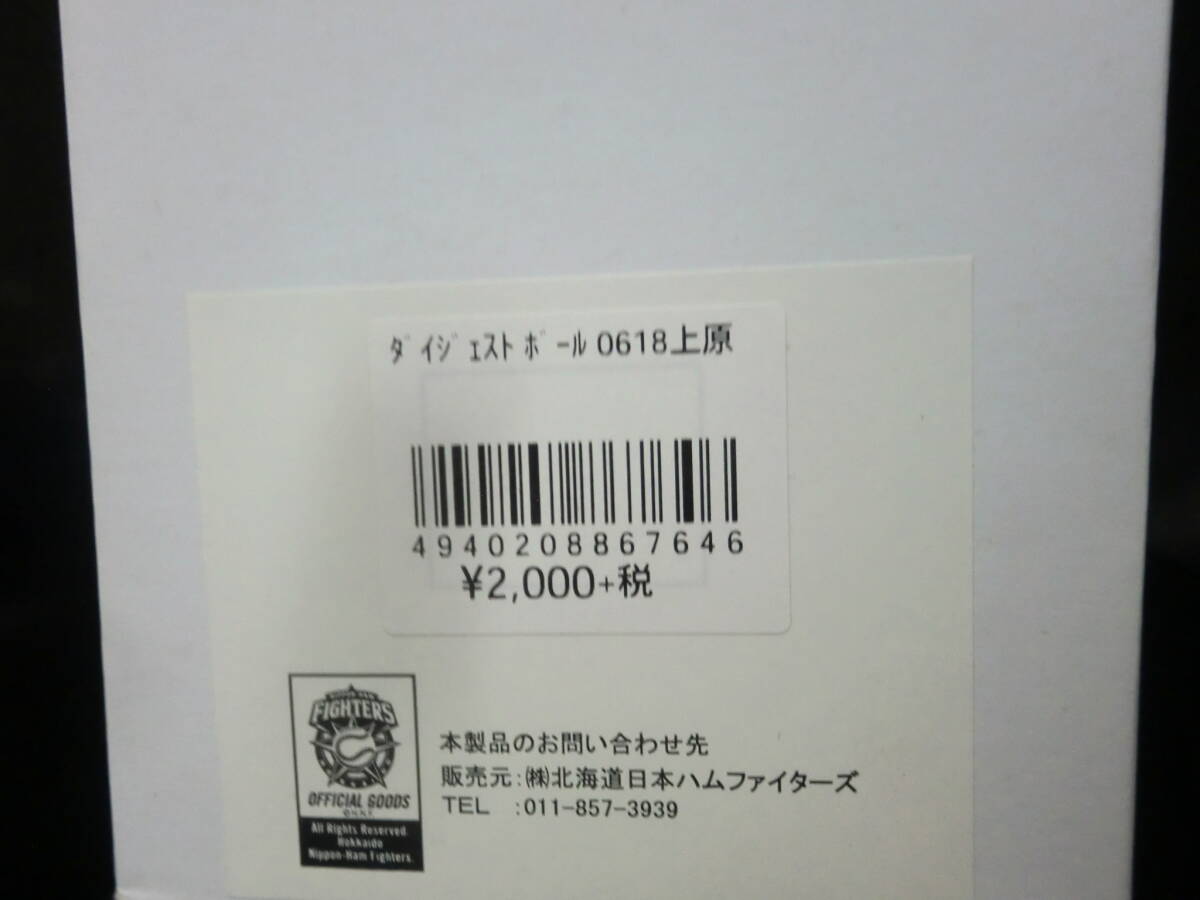 ﾀﾞｲｼﾞｪｽﾄﾎﾞｰﾙ 0618上原
4940208867646
¥2,000+税
FIGHTERS
OFFICIAL GOODS
All Rights Reserved
Hokkaido
Nippon-Ham Fighters.
本製品のお問い合わせ先
販売元:㈱北海道日本ハムファイターズ
TEL :011-857-3939